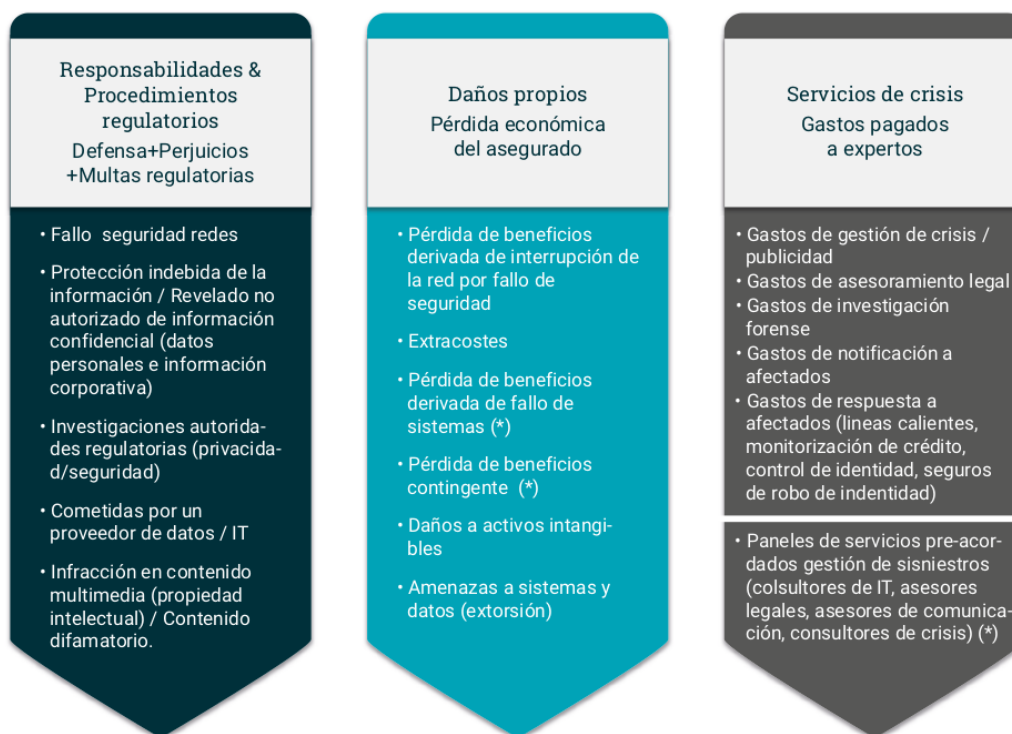 Responsabilidades &
Procedimientos
regulatorios
Defensa+Perjuicios
+Multas regulatorias
• Fallo seguridad redes
• Protección indebida de la
información / Revelado no
autorizado de información
confidencial (datos
personales e información
corporativa)
• Investigaciones autorida-
des regulatorias (privacida-
d/seguridad)
• Cometidas por un
proveedor de datos / IT
• Infracción en contenido
multimedia (propiedad
intelectual) / Contenido
difamatorio.
Daños propios
Pérdida económica
del asegurado
• Pérdida de beneficios
derivada de interrupción de
la red por fallo de
seguridad
• Extracostes
• Pérdida de beneficios
derivada de fallo de
sistemas (*)
• Pérdida de beneficios
contingente (*)
• Daños a activos intangi-
bles
• Amenazas a sistemas y
datos (extorsión)
Servicios de crisis
Gastos pagados
a expertos
• Gastos de gestión de crisis /
publicidad
• Gastos de asesoramiento legal
• Gastos de investigación
forense
• Gastos de notificación a
afectados
• Gastos de respuesta a
afectados (lineas calientes,
monitorización de crédito,
control de identidad, seguros
de robo de indentidad)
• Paneles de servicios pre-acor-
dados gestión de sisniestros
(colsultores de IT, asesores
legales, asesores de comunica-
ción, consultores de crisis) (*)